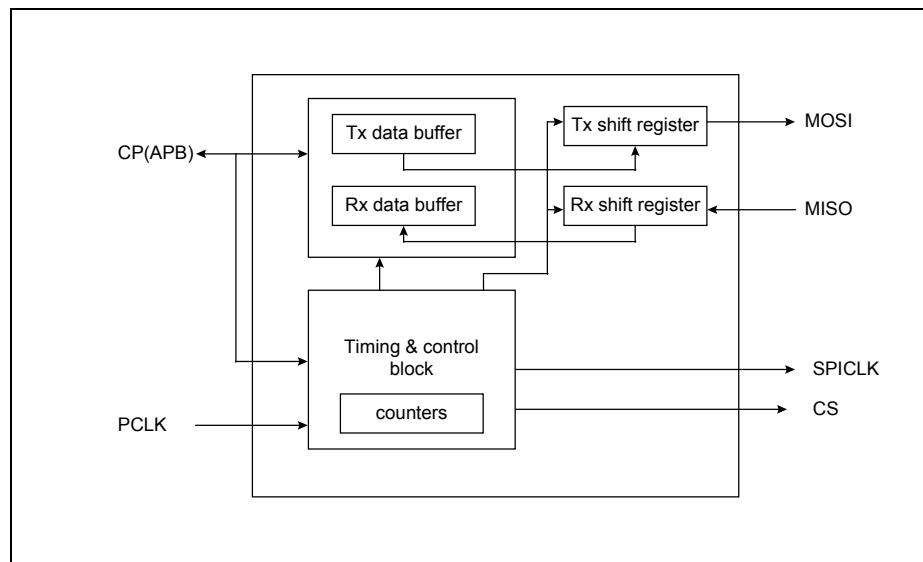 Tx data buffer
Tx shift register
MOSI
CP(APB)
Rx data buffer
Rx shift register
MISO
Timing & control
block
SPICLK
counters
CS
PCLK